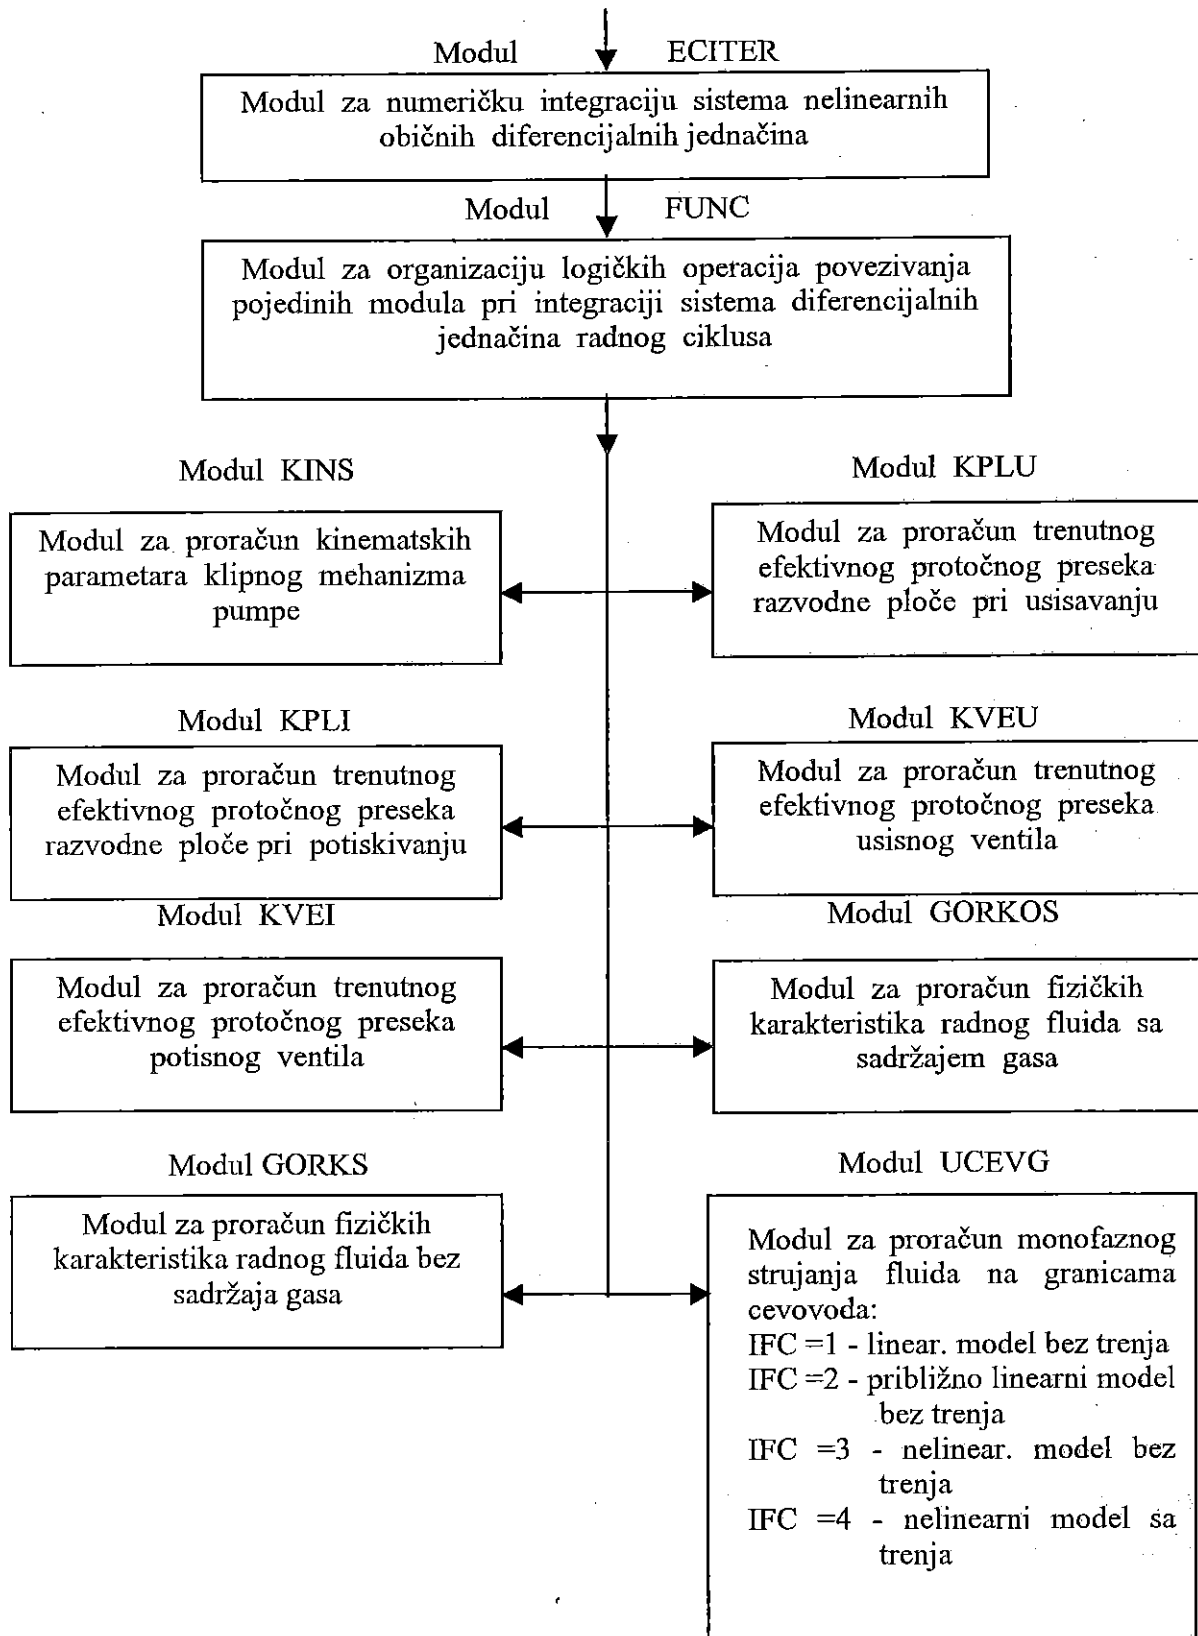 Modul ECITER
Modul za numeričku integraciju sistema nelinearnih
običnih diferencijalnih jednačina
Modul FUNC
Modul za organizaciju logičkih operacija povezivanja
pojedinih modula pri integraciji sistema diferencijalnih
jednačina radnog ciklusa
Modul KINS
Modul za proračun kinematskih
parametara klipnog mehanizma
pumpe
Modul KPLU
Modul za proračun trenutnog
efektivnog protočnog preseka
razvodne ploče pri usisavanju
Modul KPLI
Modul za proračun trenutnog
efektivnog protočnog preseka
razvodne ploče pri potiskivanju
Modul KVEU
Modul za proračun trenutnog
efektivnog protočnog preseka
usisnog ventila
Modul KVEI
Modul za proračun trenutnog
efektivnog protočnog preseka
potisnog ventila
Modul GORKOS
Modul za proračun fizičkih
karakteristika radnog fluida sa
sadržajem gasa
Modul GORKS
Modul za proračun fizičkih
karakteristika radnog fluida bez
sadržaja gasa
Modul UCEVG
Modul za proračun monofaznog
strujanja fluida na granicama
cevovoda:
IFC =1 - linear. model bez trenja
IFC =2 - približno linearni model
bez trenja
IFC =3 - nelinear. model bez
trenja
IFC =4 - nelinearni model sa
trenja